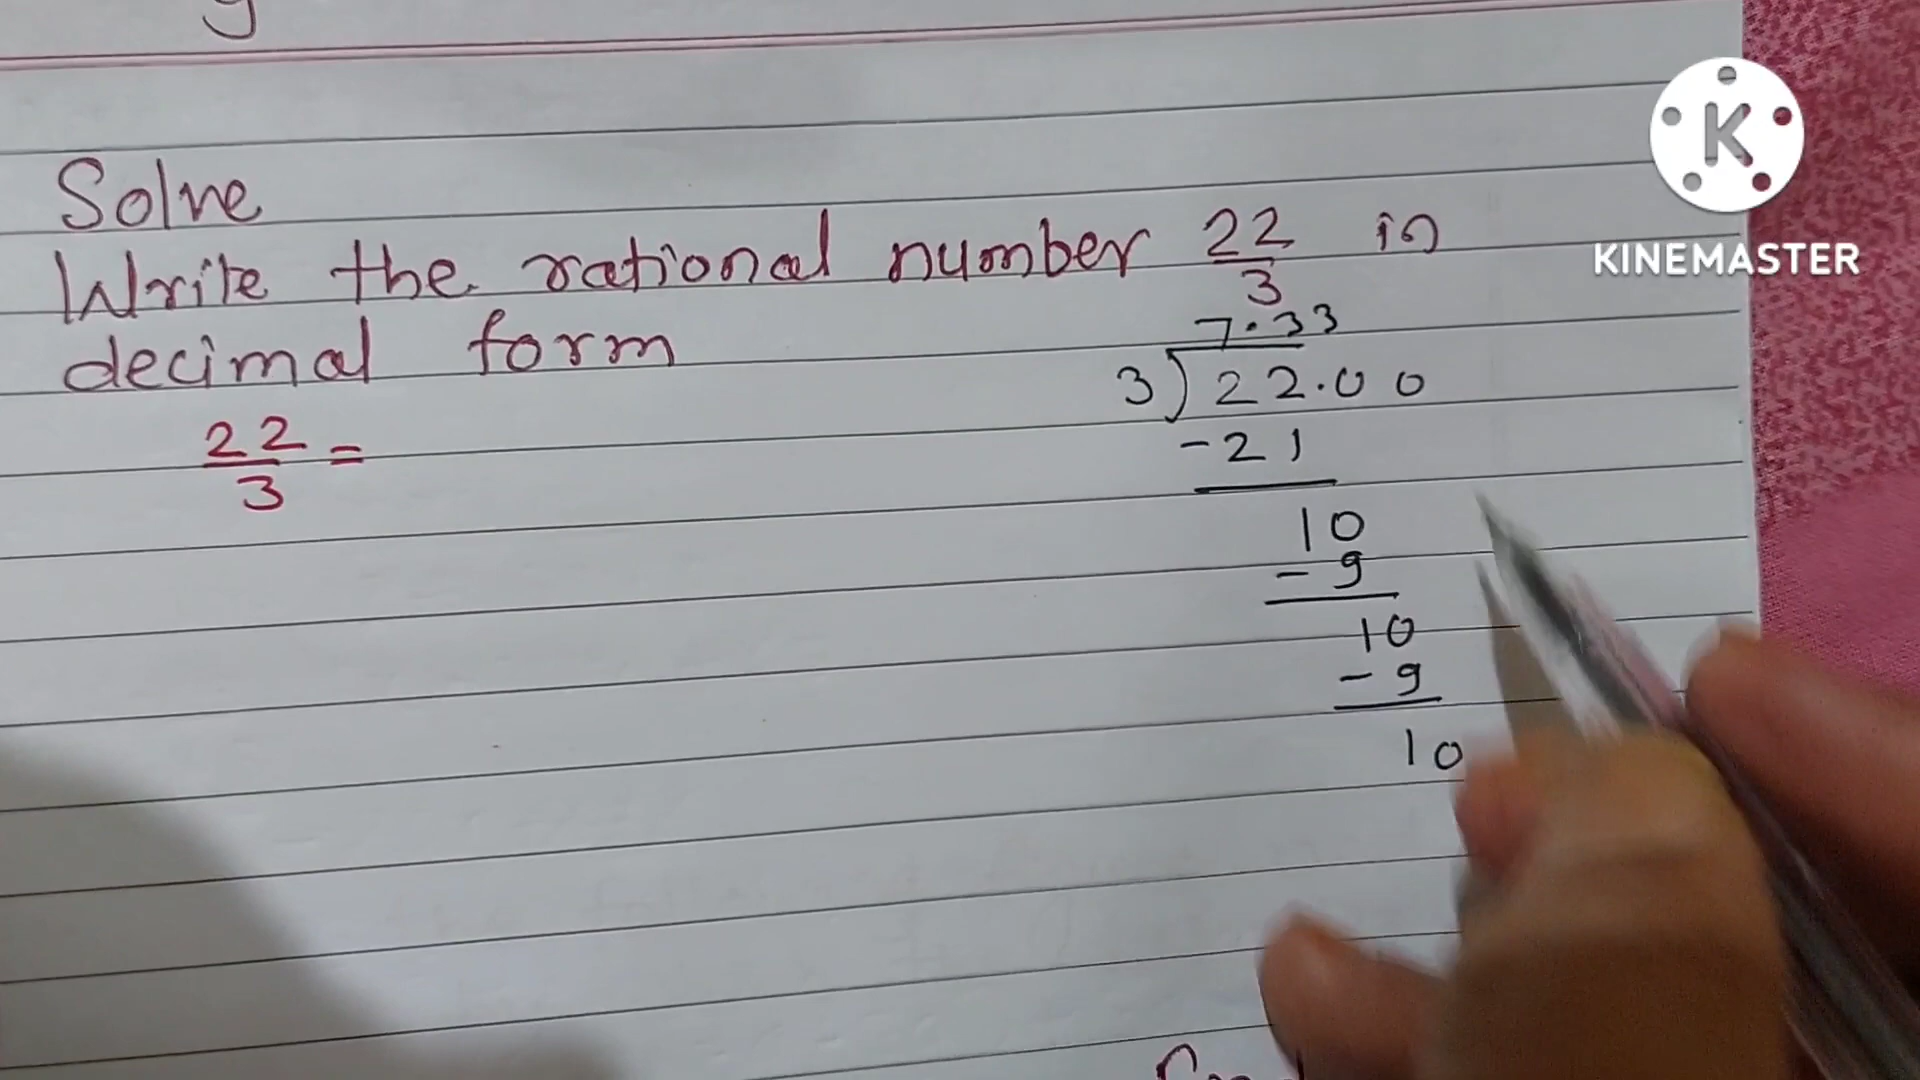 Solve
Write the rational number 22/3 in
decimal form
22/3 =
7.33
3)22.00
-21
10
-9
10
-9
10
K
KINEMASTER